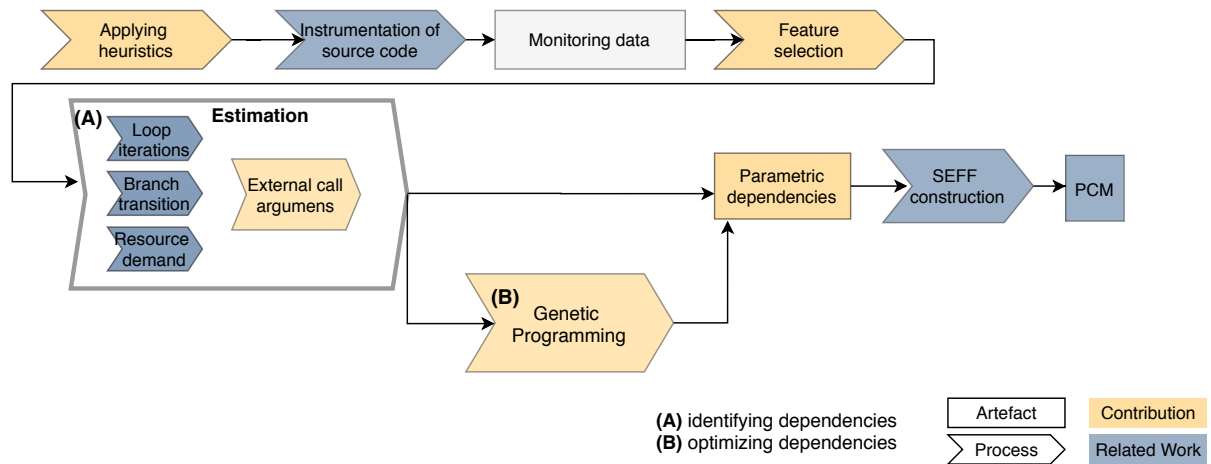 Applying
heuristics
Instrumentation of
source code
Monitoring data
Feature
selection
(A)
Estimation
Loop
iterations
Branch
transition
Resource
demand
External call
argumens
Parametric
dependencies
SEFF
construction
PCM
(B)
Genetic
Programming
(A) identifying dependencies
(B) optimizing dependencies
Artefact
Contribution
Process
Related Work